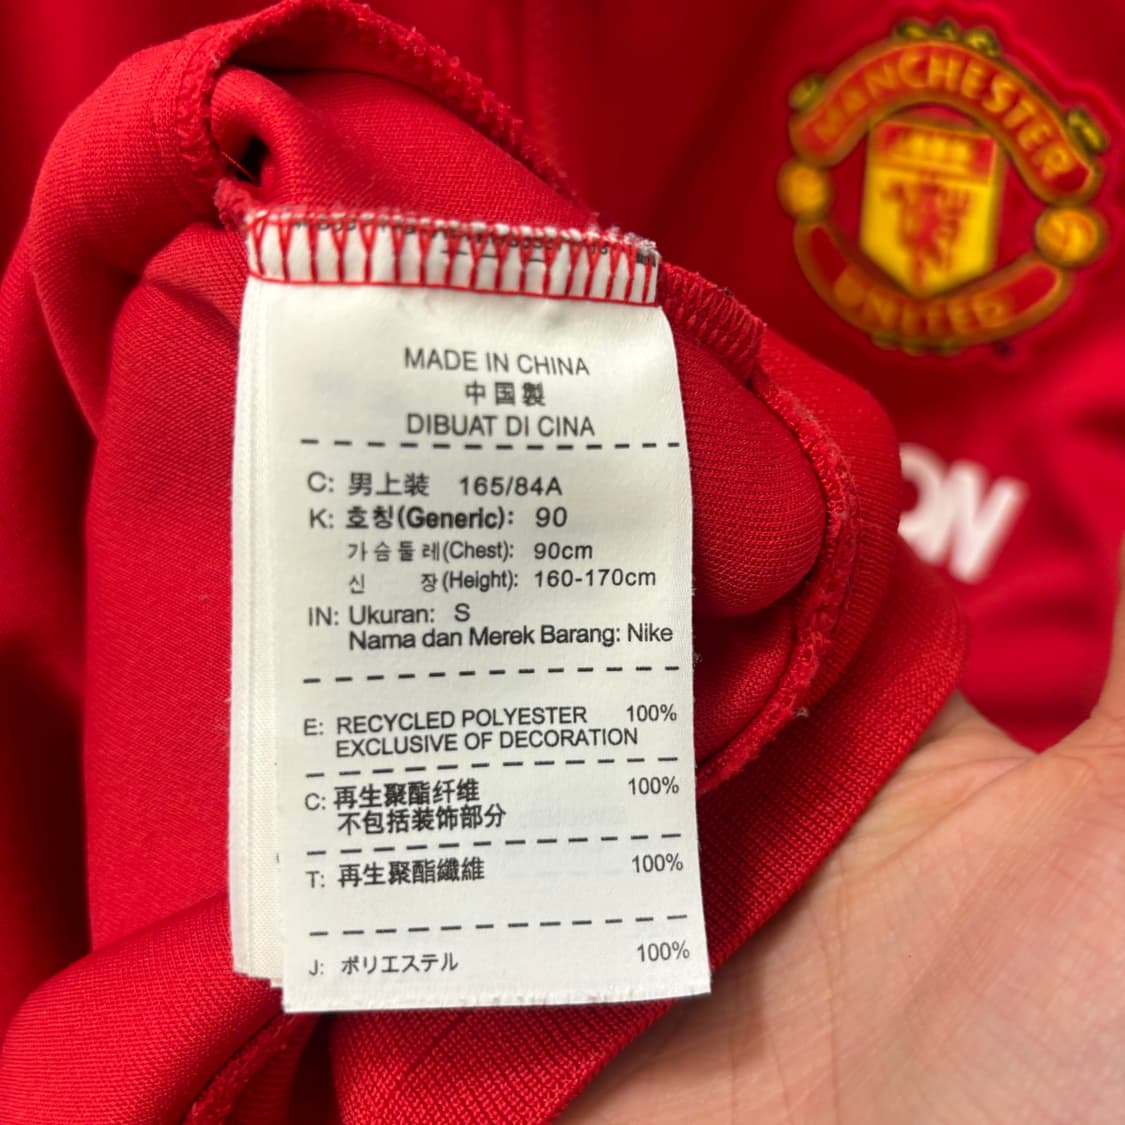 MANCHESTER
UNITED
ON
MADE IN CHINA
中国製
DIBUAT DI CINA
C: 男上装 165/84A
K: 호칭(Generic): 90
가슴둘레(Chest): 90cm
신 장(Height): 160-170cm
IN: Ukuran: S
Nama dan Merek Barang: Nike
E: RECYCLED POLYESTER 100%
EXCLUSIVE OF DECORATION
C: 再生聚酯纤维 100%
不包括装饰部分
T: 再生聚酯纖維 100%
J: ポリエステル 100%